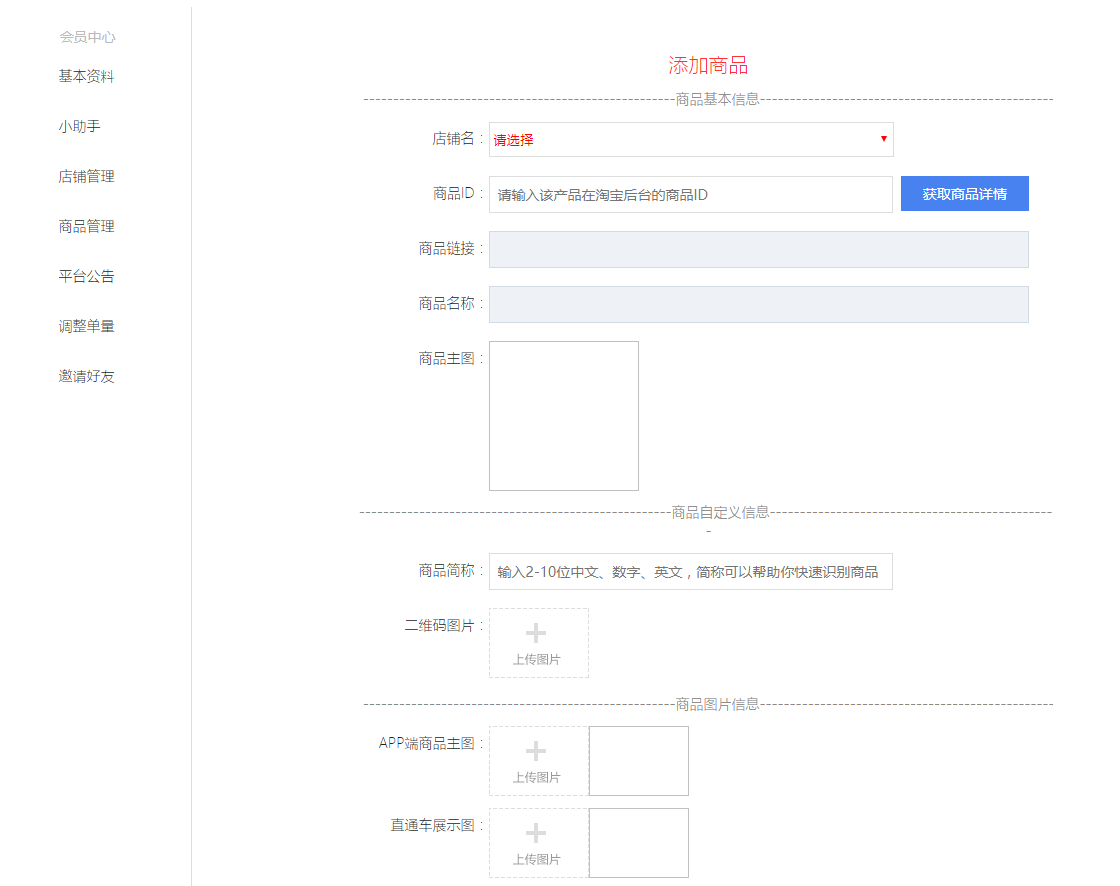 会员中心
基本资料
小助手
店铺管理
商品管理
平台公告
调整单量
邀请好友
添加商品
商品基本信息
店铺名：
请选择
商品ID：
请输入该产品在淘宝后台的商品ID
获取商品详情
商品链接：
商品名称：
商品主图：
商品自定义信息
商品简称：
输入2-10位中文、数字、英文，简称可以帮助你快速识别商品
二维码图片：
上传图片
商品图片信息
APP端商品主图：
上传图片
直通车展示图：
上传图片